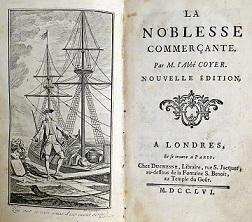 LA
NOBLESSE
COMMERÇANTE.
Par M. l'Abbé COYER.
NOUVELLE ÉDITION.
A LONDRES,
Et se trouve à PARIS,
Chez DUCHESNE, Libraire, rue S. Jacques,
au-dessous de la Fontaine S. Benoît,
au Temple du Goût.
M. DCC. LVI.